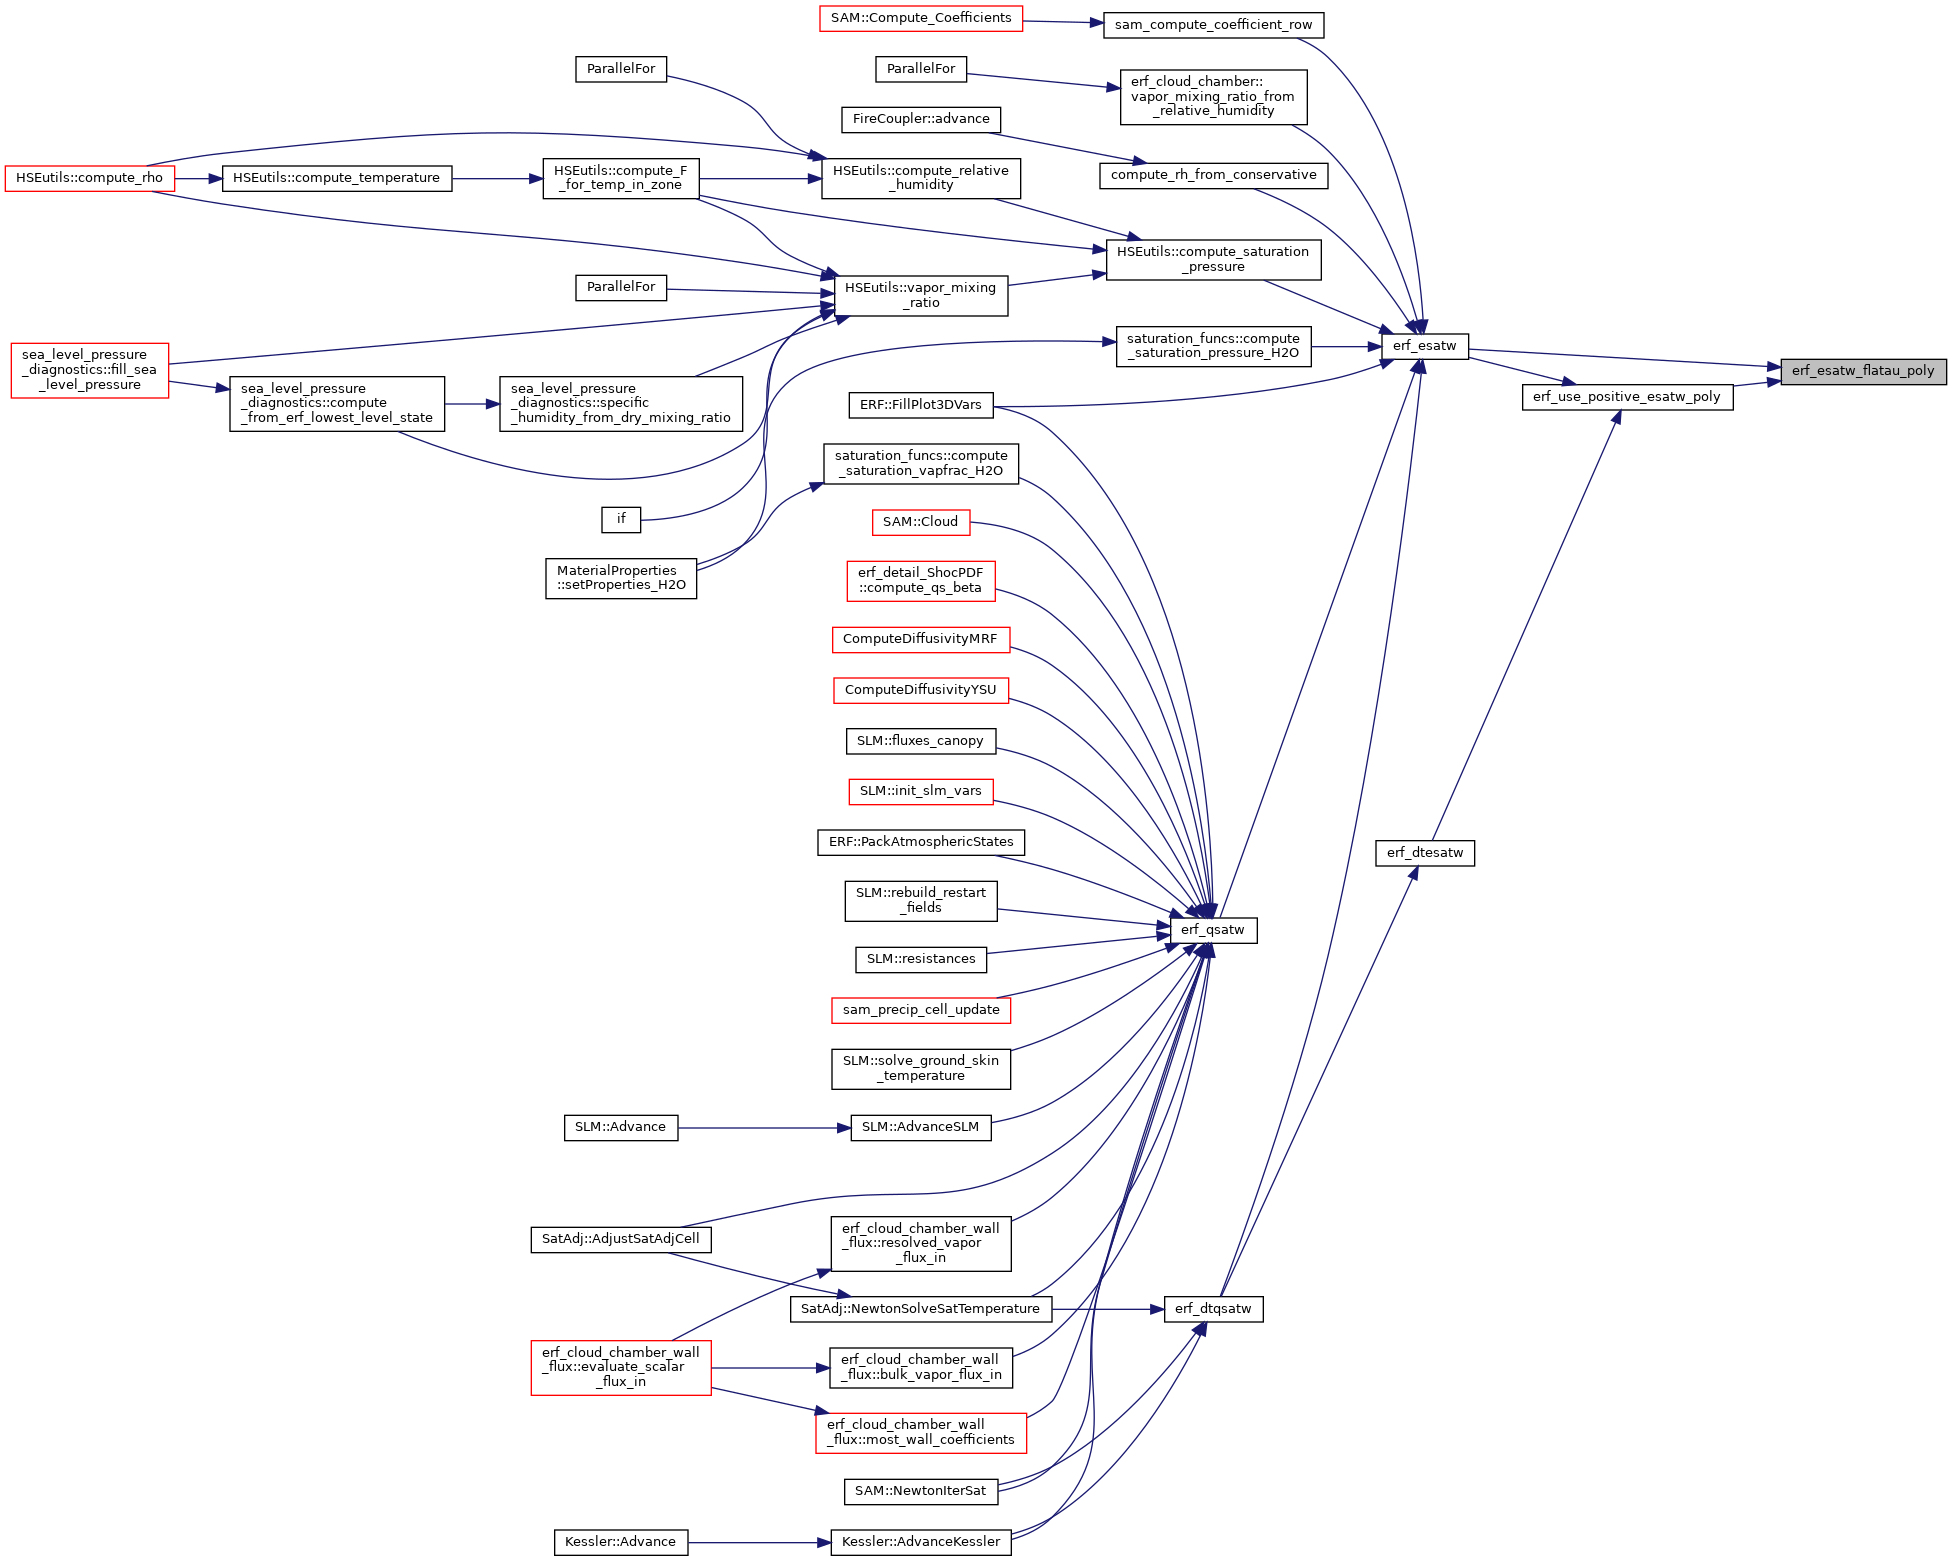 SAM::Compute_Coefficients
sam_compute_coefficient_row
ParallelFor
ParallelFor
erf_cloud_chamber::
vapor_mixing_ratio_from
_relative_humidity
FireCoupler::advance
HSEutils::compute_rho
HSEutils::compute_temperature
HSEutils::compute_F
_for_temp_in_zone
HSEutils::compute_relative
_humidity
compute_rh_from_conservative
HSEutils::compute_saturation
_pressure
ParallelFor
HSEutils::vapor_mixing
_ratio
saturation_funcs::compute
_saturation_pressure_H2O
erf_esatw
erf_esatw_flatau_poly
erf_use_positive_esatw_poly
sea_level_pressure
_diagnostics::fill_sea
_level_pressure
sea_level_pressure
_diagnostics::compute
_from_erf_lowest_level_state
sea_level_pressure
_diagnostics::specific
_humidity_from_dry_mixing_ratio
ERF::FillPlot3DVars
saturation_funcs::compute
_saturation_vapfrac_H2O
if
SAM::Cloud
MaterialProperties
::setProperties_H2O
erf_detail_ShocPDF
::compute_qs_beta
ComputeDiffusivityMRF
ComputeDiffusivityYSU
SLM::fluxes_canopy
SLM::init_slm_vars
ERF::PackAtmosphericStates
erf_dtesatw
SLM::rebuild_restart
_fields
erf_qsatw
SLM::resistances
sam_precip_cell_update
SLM::solve_ground_skin
_temperature
SLM::Advance
SLM::AdvanceSLM
SatAdj::AdjustSatAdjCell
erf_cloud_chamber_wall
_flux::resolved_vapor
_flux_in
SatAdj::NewtonSolveSatTemperature
erf_dtqsatw
erf_cloud_chamber_wall
_flux::evaluate_scalar
_flux_in
erf_cloud_chamber_wall
_flux::bulk_vapor_flux_in
erf_cloud_chamber_wall
_flux::most_wall_coefficients
SAM::NewtonIterSat
Kessler::Advance
Kessler::AdvanceKessler